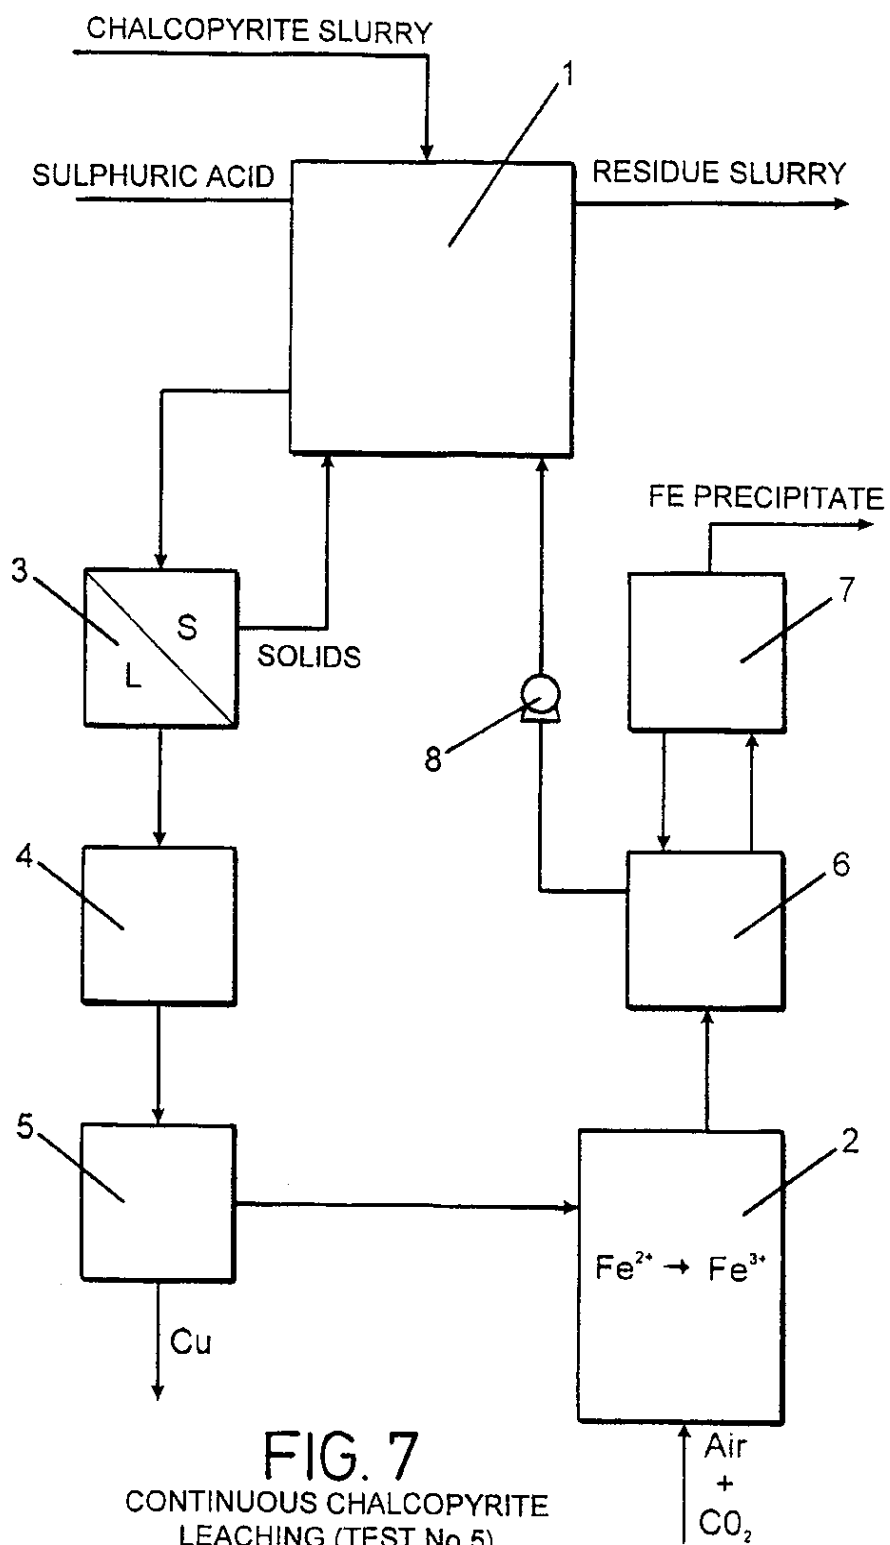 CHALCOPYRITE SLURRY
1
SULPHURIC ACID
RESIDUE SLURRY
FE PRECIPITATE
3
S
L
SOLIDS
7
8
4
6
5
2
Fe²⁺ → Fe³⁺
Cu
Air
+
CO₂
FIG. 7
CONTINUOUS CHALCOPYRITE
LEACHING (TEST No.5)